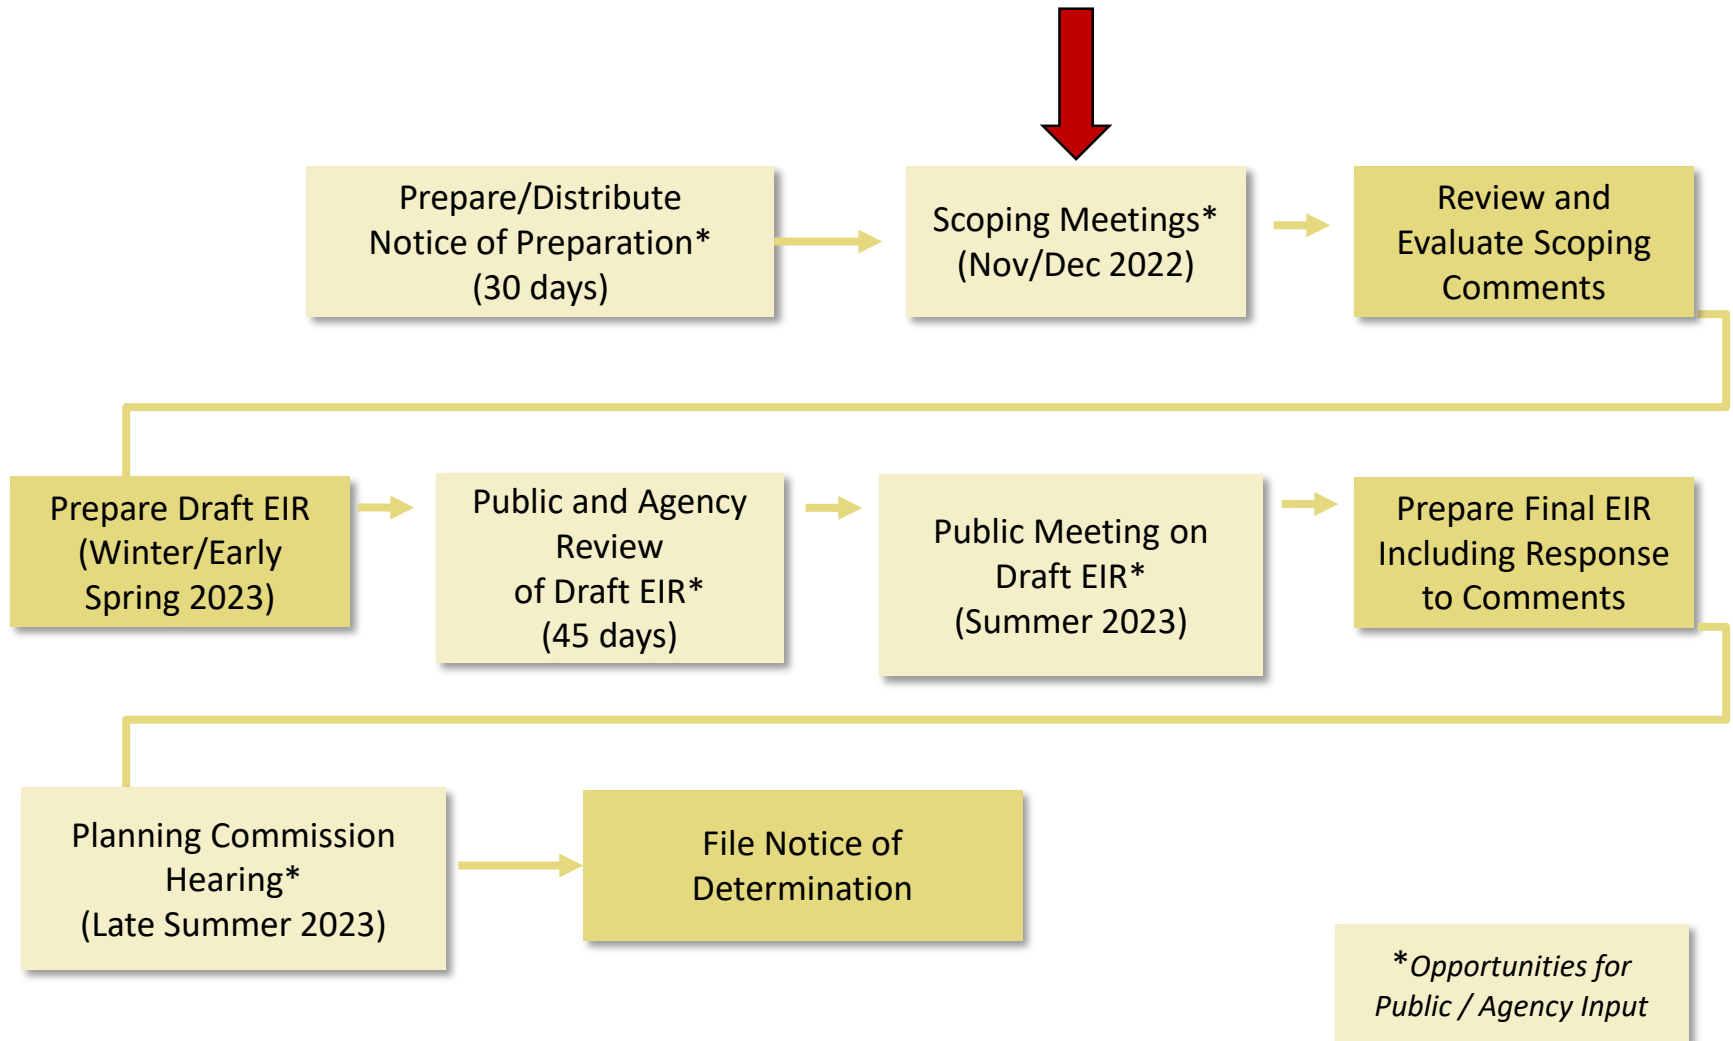 Prepare/Distribute
Notice of Preparation*
(30 days)
Scoping Meetings*
(Nov/Dec 2022)
Review and
Evaluate Scoping
Comments
Prepare Draft EIR
(Winter/Early
Spring 2023)
Public and Agency
Review
of Draft EIR*
(45 days)
Public Meeting on
Draft EIR*
(Summer 2023)
Prepare Final EIR
Including Response
to Comments
Planning Commission
Hearing*
(Late Summer 2023)
File Notice of
Determination
*Opportunities for
Public / Agency Input